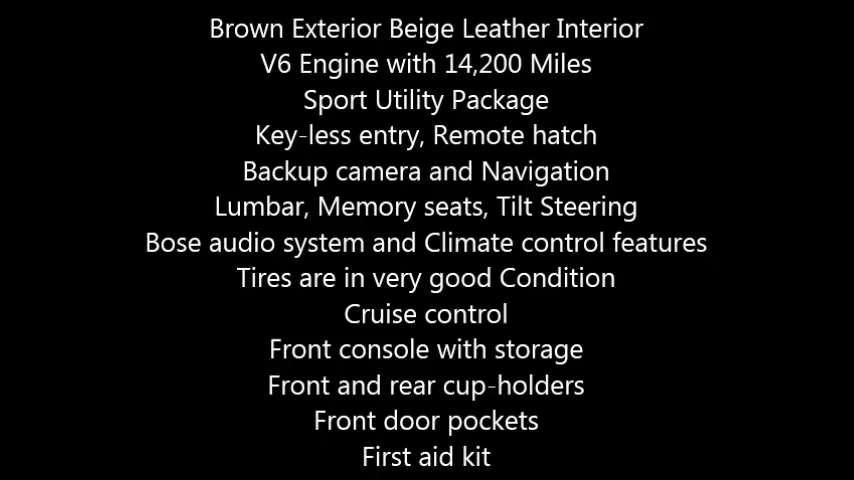 Brown Exterior Beige Leather Interior
V6 Engine with 14,200 Miles
Sport Utility Package
Key-less entry, Remote hatch
Backup camera and Navigation
Lumbar, Memory seats, Tilt Steering
Bose audio system and Climate control features
Tires are in very good Condition
Cruise control
Front console with storage
Front and rear cup-holders
Front door pockets
First aid kit